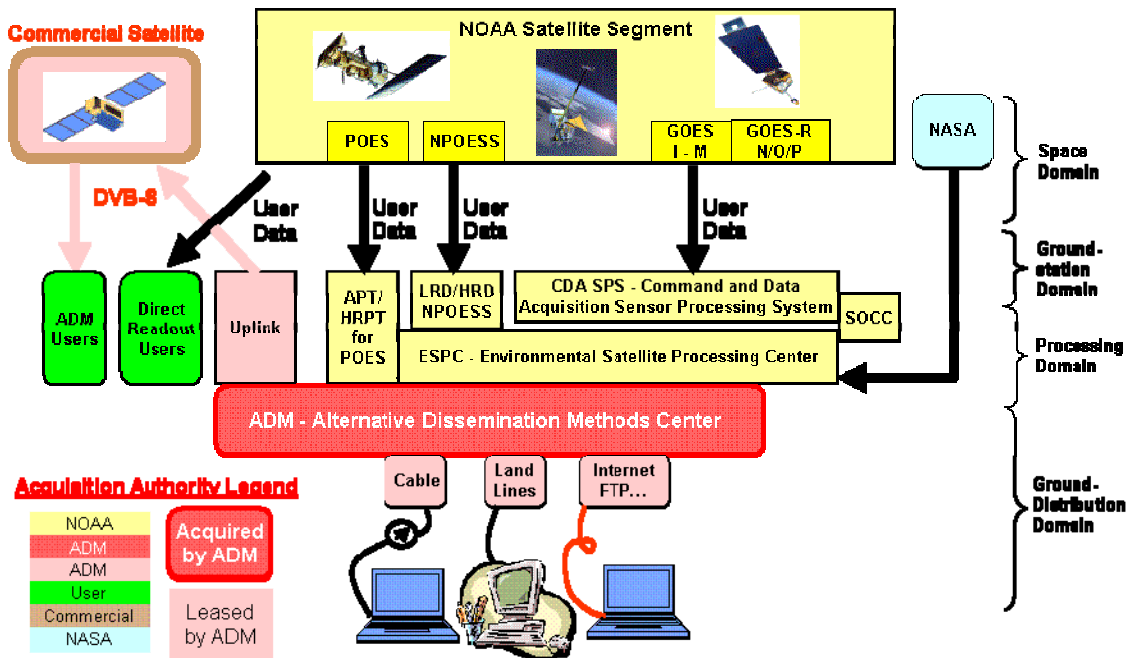 Commercial Satellite
NOAA Satellite Segment
POES
NPOESS
GOES
I - M
GOES-R
N/O/P
NASA
Space
Domain
DVB-S
User
Data
User
Data
User
Data
User
Data
Ground-
station
Domain
ADM
Users
Direct
Readout
Users
Uplink
APT/
HRPT
for
POES
LRD/HRD
NPOESS
CDA SPS - Command and Data
Acquisition Sensor Processing System
SOCC
ESPC - Environmental Satellite Processing Center
Processing
Domain
ADM - Alternative Dissemination Methods Center
Cable
Land
Lines
Internet
FTP...
Ground-
Distribution
Domain
Acquisition Authority Legend
NOAA
ADM
ADM
User
Commercial
NASA
Acquired
by ADM
Leased
by ADM